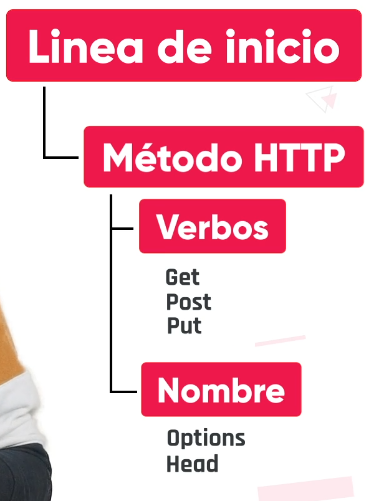 Linea de inicio
Método HTTP
Verbos
Get
Post
Put
Nombre
Options
Head